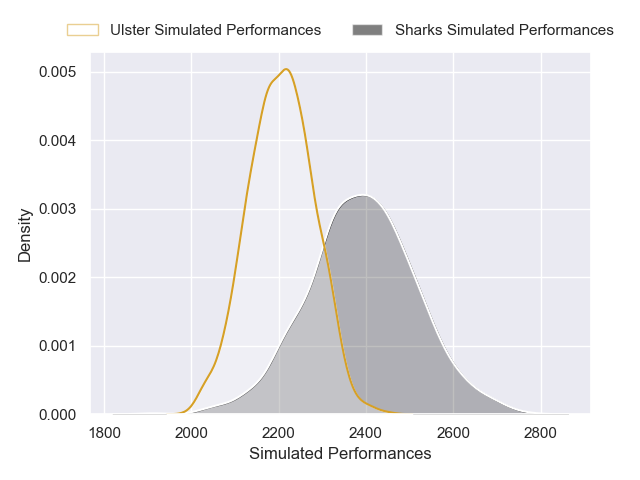 Ulster Simulated Performances Sharks Simulated Performances
0.005
0.004
0.003
0.002
0.001
0.000
Density
1800 2000 2200 2400 2600 2800
Simulated Performances